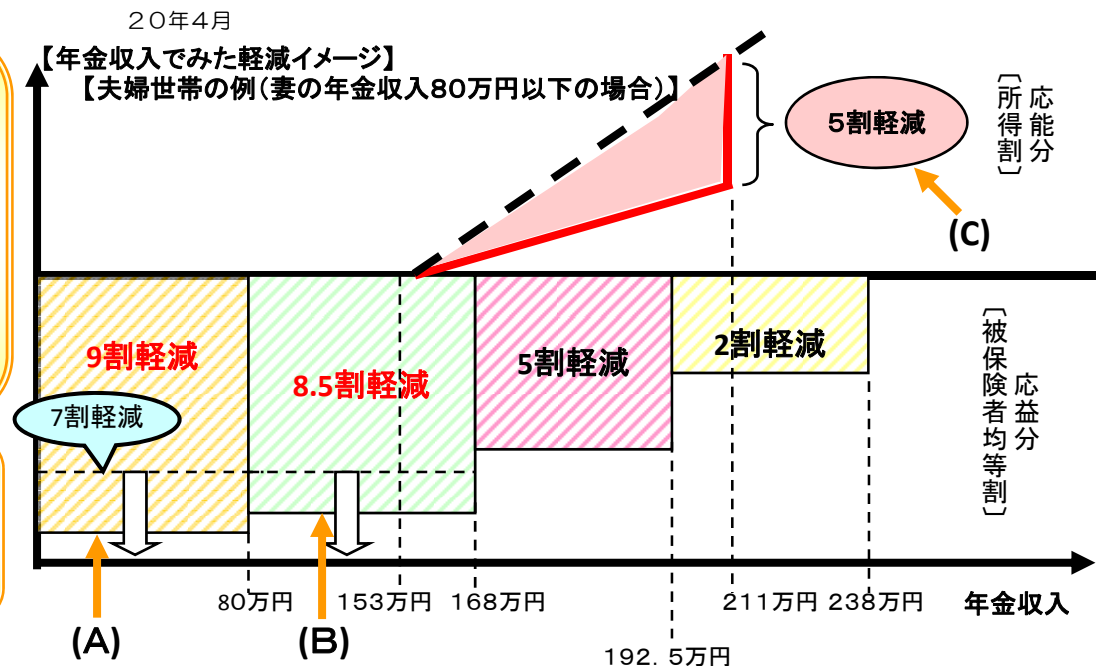 20年4月
【年金収入でみた軽減イメージ】
【夫婦世帯の例(妻の年金収入80万円以下の場合)】
5割軽減
(C)
応能分
〔所得割〕
9割軽減
8.5割軽減
5割軽減
2割軽減
7割軽減
応益分
〔被保険者均等割〕
80万円
153万円
168万円
192.5万円
211万円
238万円
年金収入
(A)
(B)